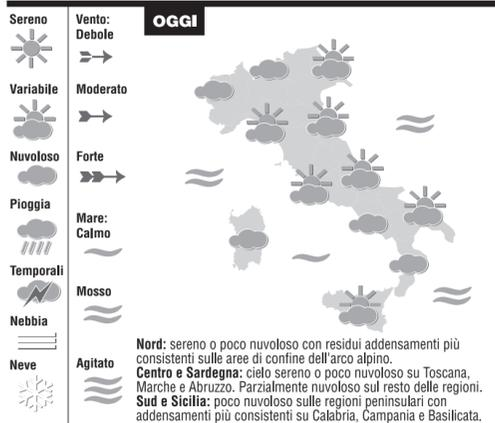 Sereno
Variabile
Nuvoloso
Pioggia
Temporali
Nebbia
Neve
Vento:
Debole
Moderato
Forte
Mare:
Calmo
Mosso
Agitato
OGGI
Nord: sereno o poco nuvoloso con residui addensamenti più
consistenti sulle aree di confine dell'arco alpino.
Centro e Sardegna: cielo sereno o poco nuvoloso su Toscana,
Marche e Abruzzo. Parzialmente nuvoloso sul resto delle regioni.
Sud e Sicilia: poco nuvoloso sulle regioni peninsulari con
addensamenti più consistenti su Calabria, Campania e Basilicata.